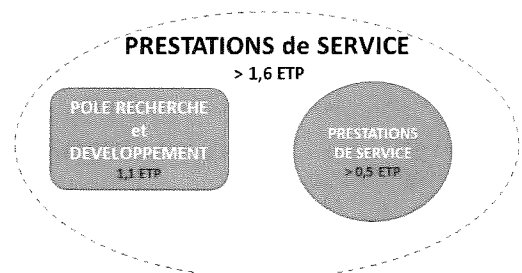 PRESTATIONS de SERVICE
> 1,6 ETP
POLE RECHERCHE
et
DEVELOPPEMENT
1,1 ETP
PRESTATIONS
DE SERVICE
> 0,5 ETP